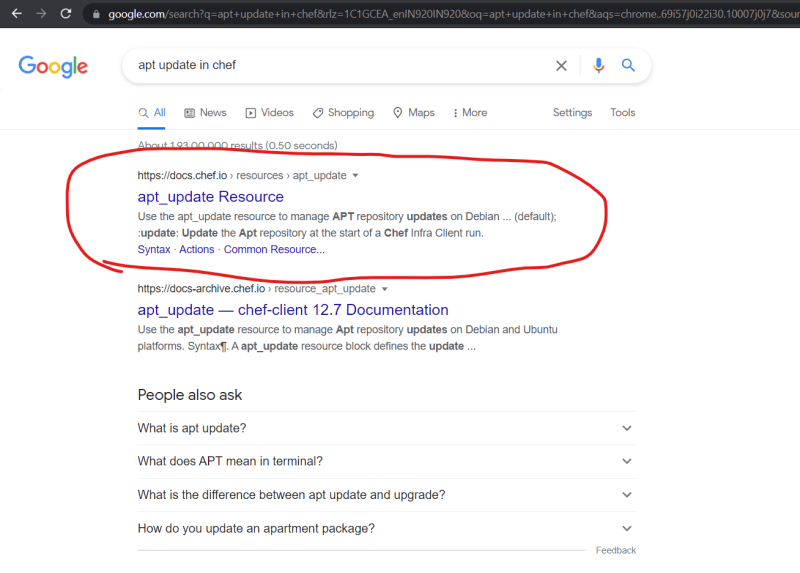 google.com/search?q=apt+update+in+chef&rlz=1C1GCEA_enIN920IN920&oq=apt+update+in+chef&aqs=chrome..69i57j0i22i30.10007j0j7&sour
Google
apt update in chef
All News Videos Shopping Maps More Settings Tools
About 1,93,00,000 results (0.50 seconds)
https://docs.chef.io › resources › apt_update
apt_update Resource
Use the apt_update resource to manage APT repository updates on Debian ... (default);
:update: Update the Apt repository at the start of a Chef Infra Client run.
Syntax · Actions · Common Resource...
https://docs-archive.chef.io › resource_apt_update
apt_update — chef-client 12.7 Documentation
Use the apt_update resource to manage Apt repository updates on Debian and Ubuntu
platforms. Syntax¶. A apt_update resource block defines the update ...
People also ask
What is apt update?
What does APT mean in terminal?
What is the difference between apt update and upgrade?
How do you update an apartment package?
Feedback